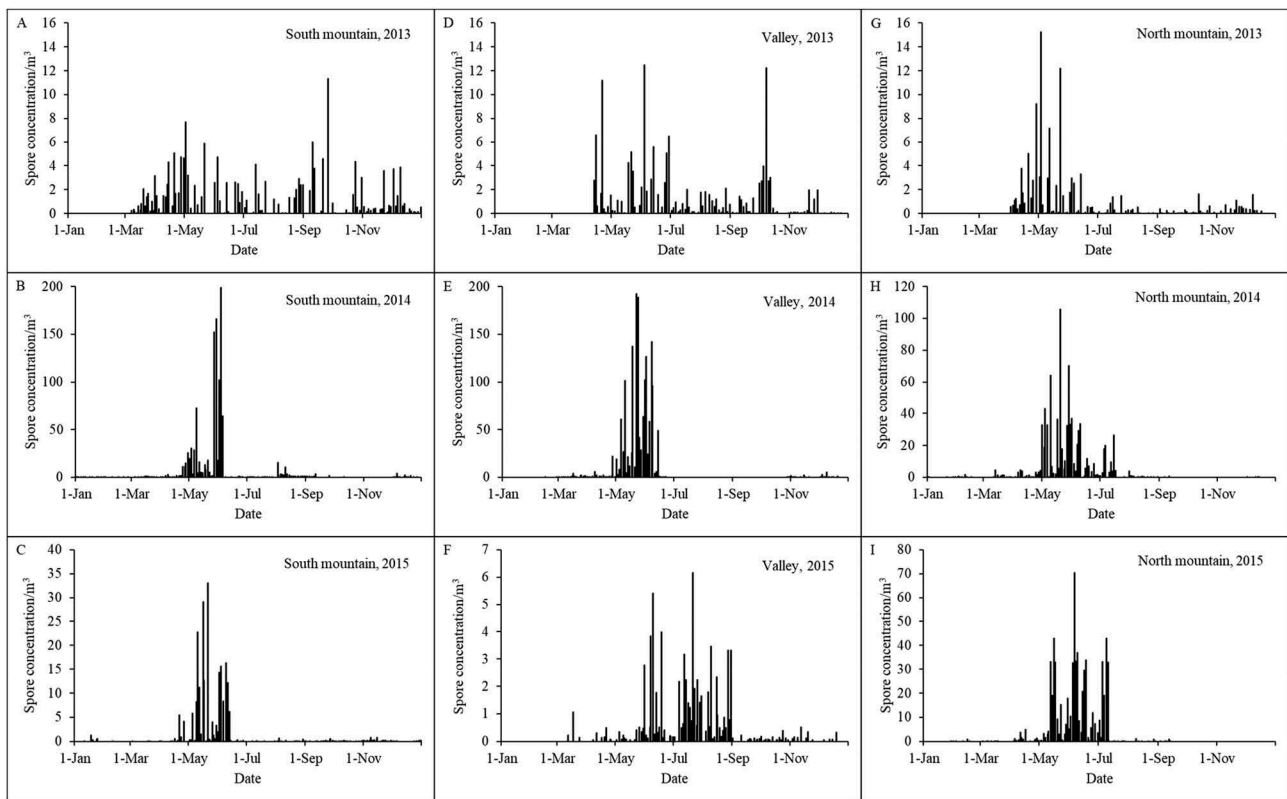 A
South mountain, 2013
Spore concentration/m³
16
14
12
10
8
6
4
2
0
1-Jan 1-Mar 1-May 1-Jul 1-Sep 1-Nov
Date
D
Valley, 2013
Spore concentration/m³
16
14
12
10
8
6
4
2
0
1-Jan 1-Mar 1-May 1-Jul 1-Sep 1-Nov
Date
G
North mountain, 2013
Spore concentration/m³
16
14
12
10
8
6
4
2
0
1-Jan 1-Mar 1-May 1-Jul 1-Sep 1-Nov
Date
B
South mountain, 2014
Spore concentration/m³
200
150
100
50
0
1-Jan 1-Mar 1-May 1-Jul 1-Sep 1-Nov
Date
E
Valley, 2014
Spore concentrtion/m³
200
150
100
50
0
1-Jan 1-Mar 1-May 1-Jul 1-Sep 1-Nov
Date
H
North mountain, 2014
Spore concentration/m³
120
100
80
60
40
20
0
1-Jan 1-Mar 1-May 1-Jul 1-Sep 1-Nov
Date
C
South mountain, 2015
Spore concentration/m³
40
35
30
25
20
15
10
5
0
1-Jan 1-Mar 1-May 1-Jul 1-Sep 1-Nov
Date
F
Valley, 2015
Spore concentration/m³
7
6
5
4
3
2
1
0
1-Jan 1-Mar 1-May 1-Jul 1-Sep 1-Nov
Date
I
North mountain, 2015
Spore concentration/m³
80
70
60
50
40
30
20
10
0
1-Jan 1-Mar 1-May 1-Jul 1-Sep 1-Nov
Date